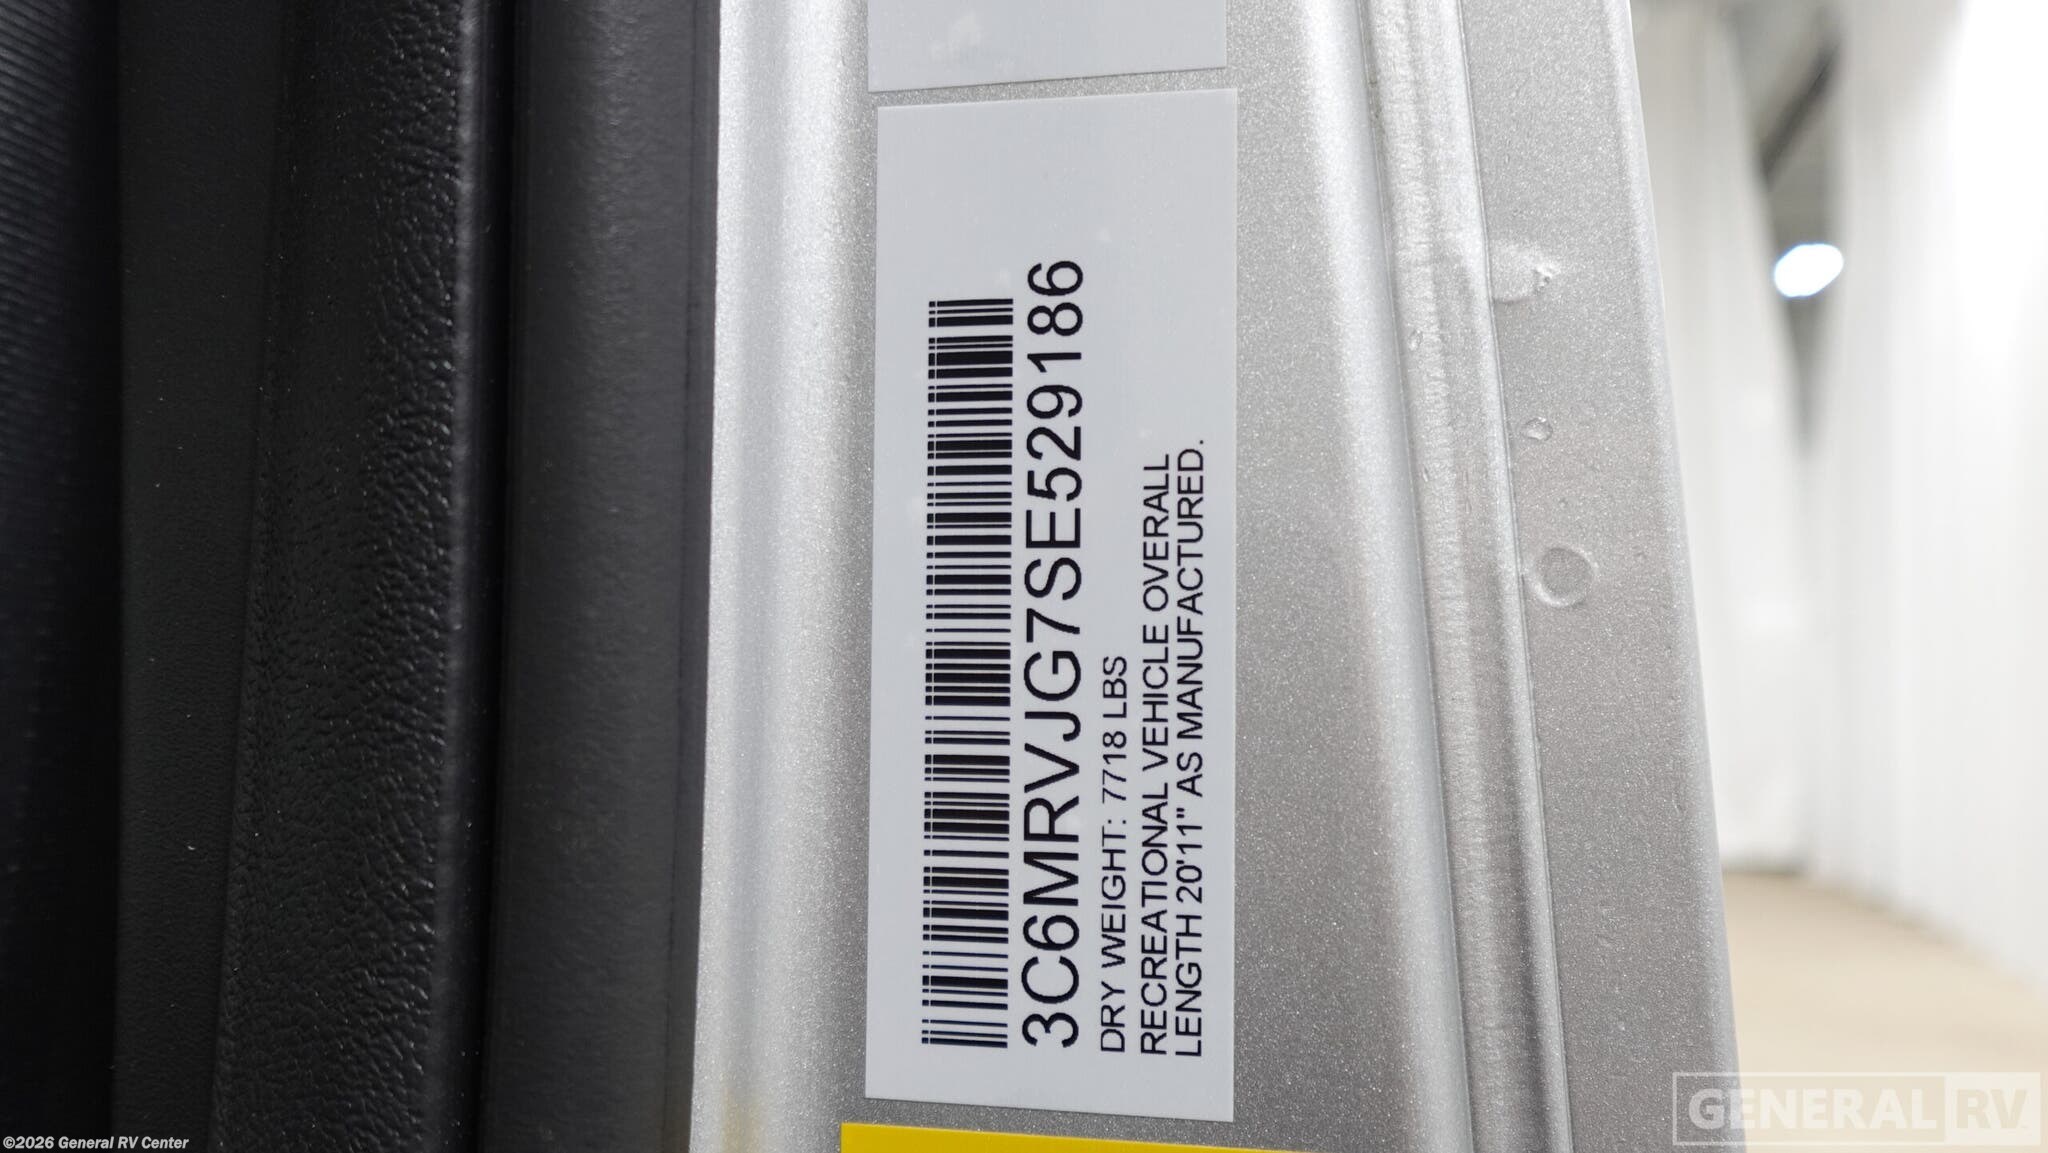 3C6MRVJG7SE529186
DRY WEIGHT: 7718 LBS
RECREATIONAL VEHICLE OVERALL
LENGTH 20'11" AS MANUFACTURED.
GENERAL RV
©2026 General RV Center